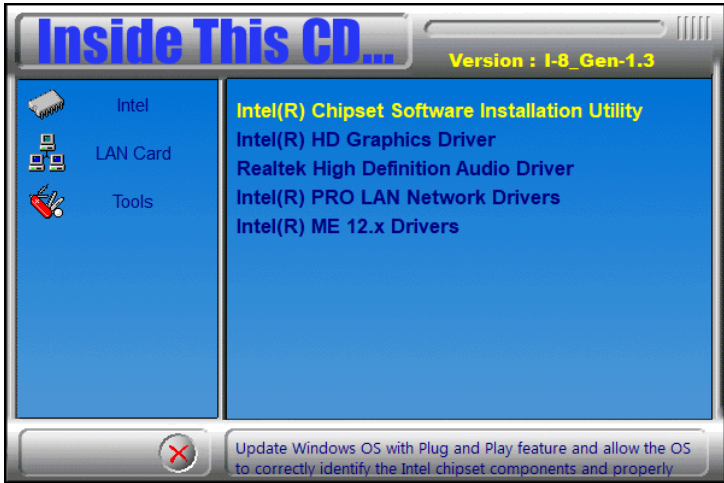 Inside This CD...
Version : I-8_Gen-1.3
Intel
LAN Card
Tools
Intel(R) Chipset Software Installation Utility
Intel(R) HD Graphics Driver
Realtek High Definition Audio Driver
Intel(R) PRO LAN Network Drivers
Intel(R) ME 12.x Drivers
Update Windows OS with Plug and Play feature and allow the OS
to correctly identify the Intel chipset components and properly